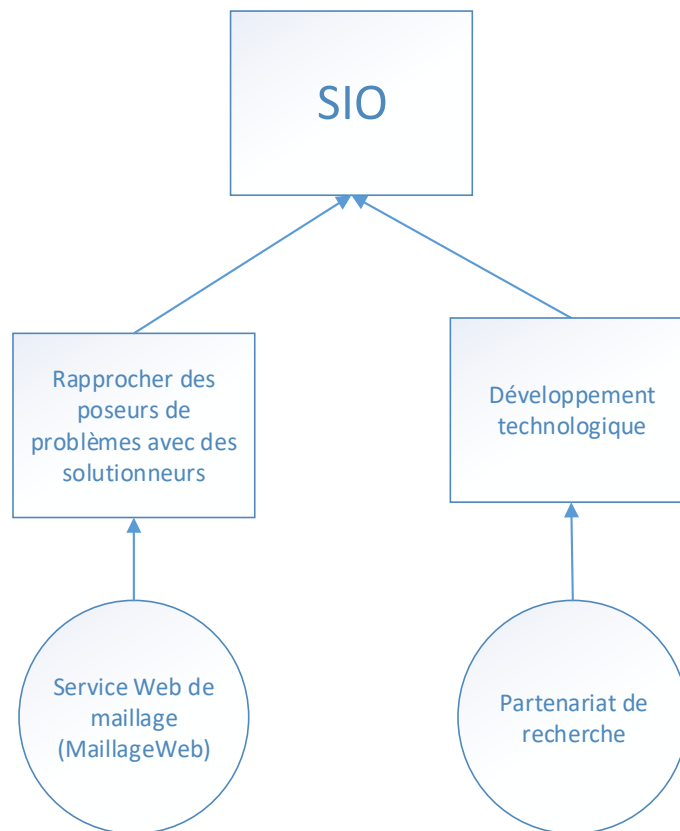 SIO
Rapprocher des
poseurs de
problèmes avec des
solutionneurs
Développement
technologique
Service Web de
maillage
(MaillageWeb)
Partenariat de
recherche